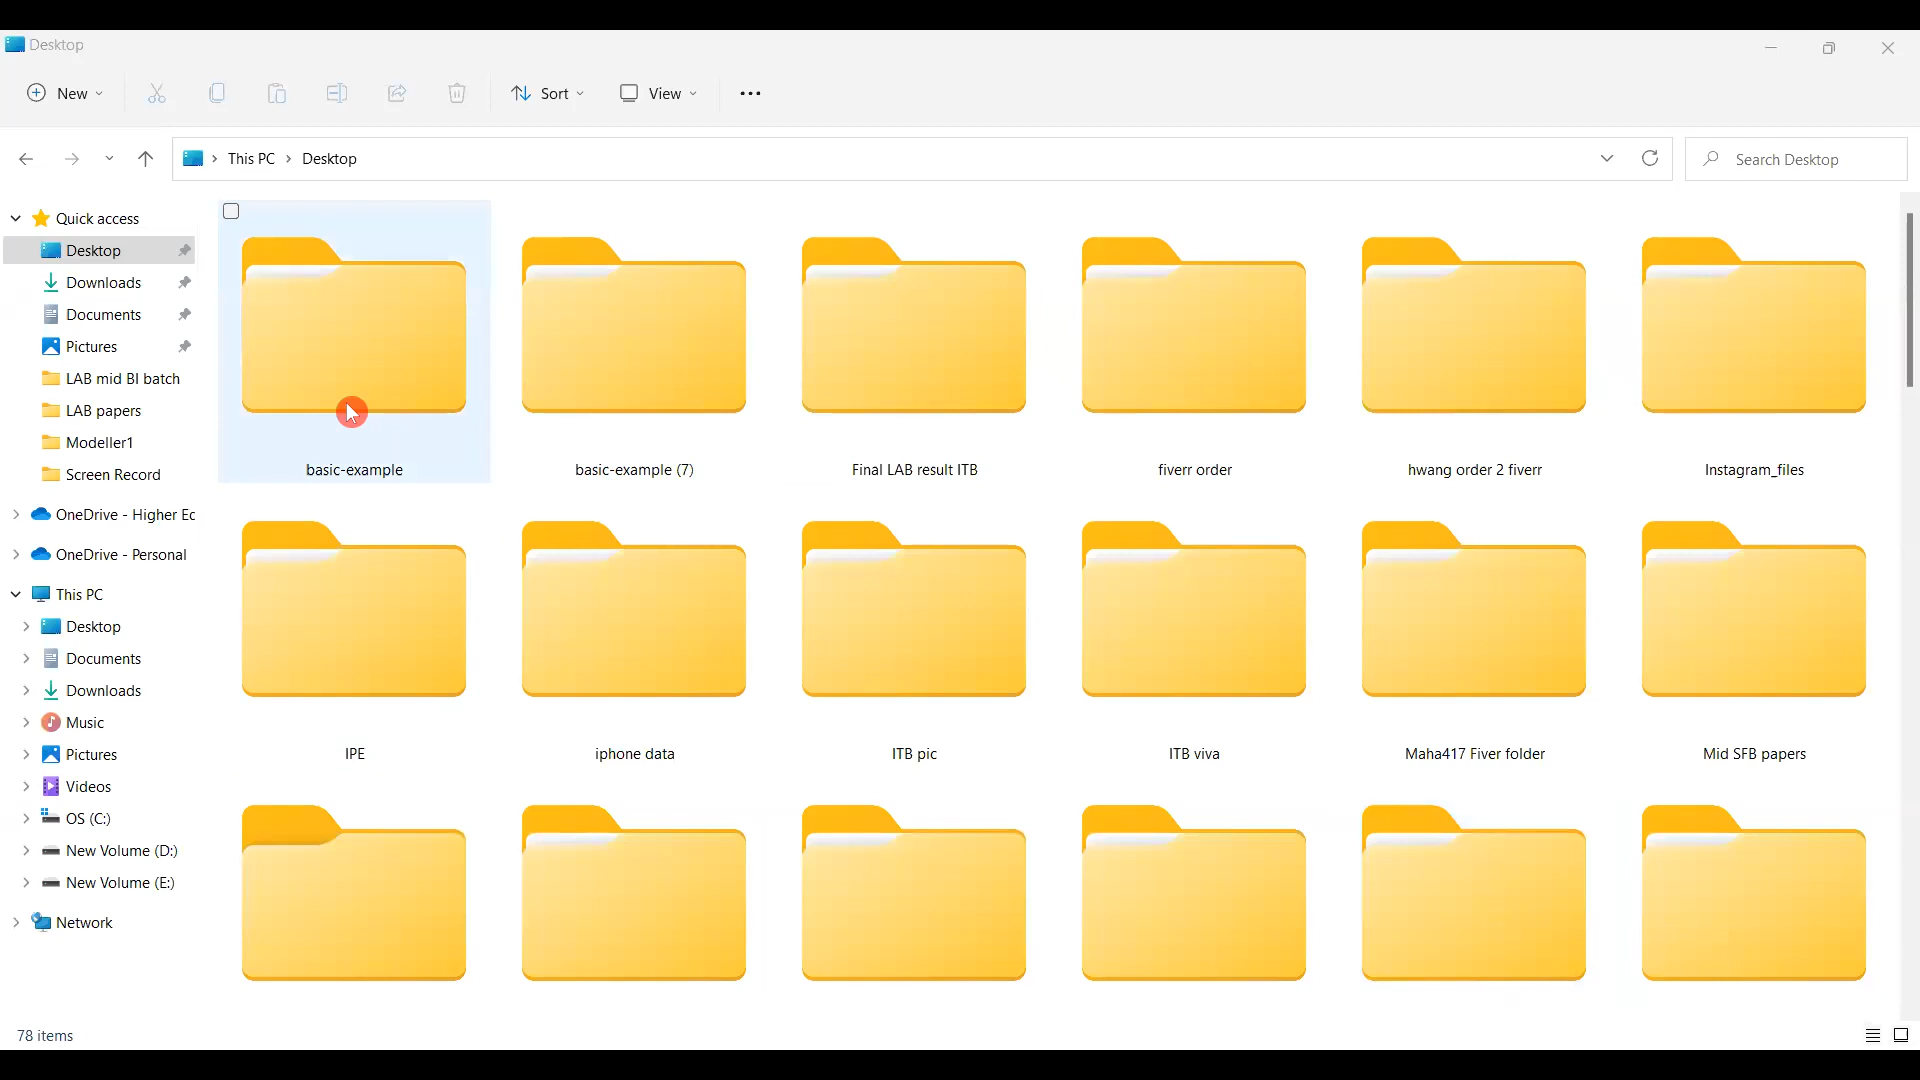 Desktop
New
Sort
View
This PC
Desktop
Search Desktop
Quick access
Desktop
Downloads
Documents
Pictures
LAB mid BI batch
LAB papers
Modeller1
Screen Record
OneDrive - Higher Ec
OneDrive - Personal
This PC
Desktop
Documents
Downloads
Music
Pictures
Videos
OS (C:)
New Volume (D:)
New Volume (E:)
Network
basic-example
basic-example (7)
Final LAB result ITB
fiverr order
hwang order 2 fiverr
Instagram_files
IPE
iphone data
ITB pic
ITB viva
Maha417 Fiver folder
Mid SFB papers
78 items